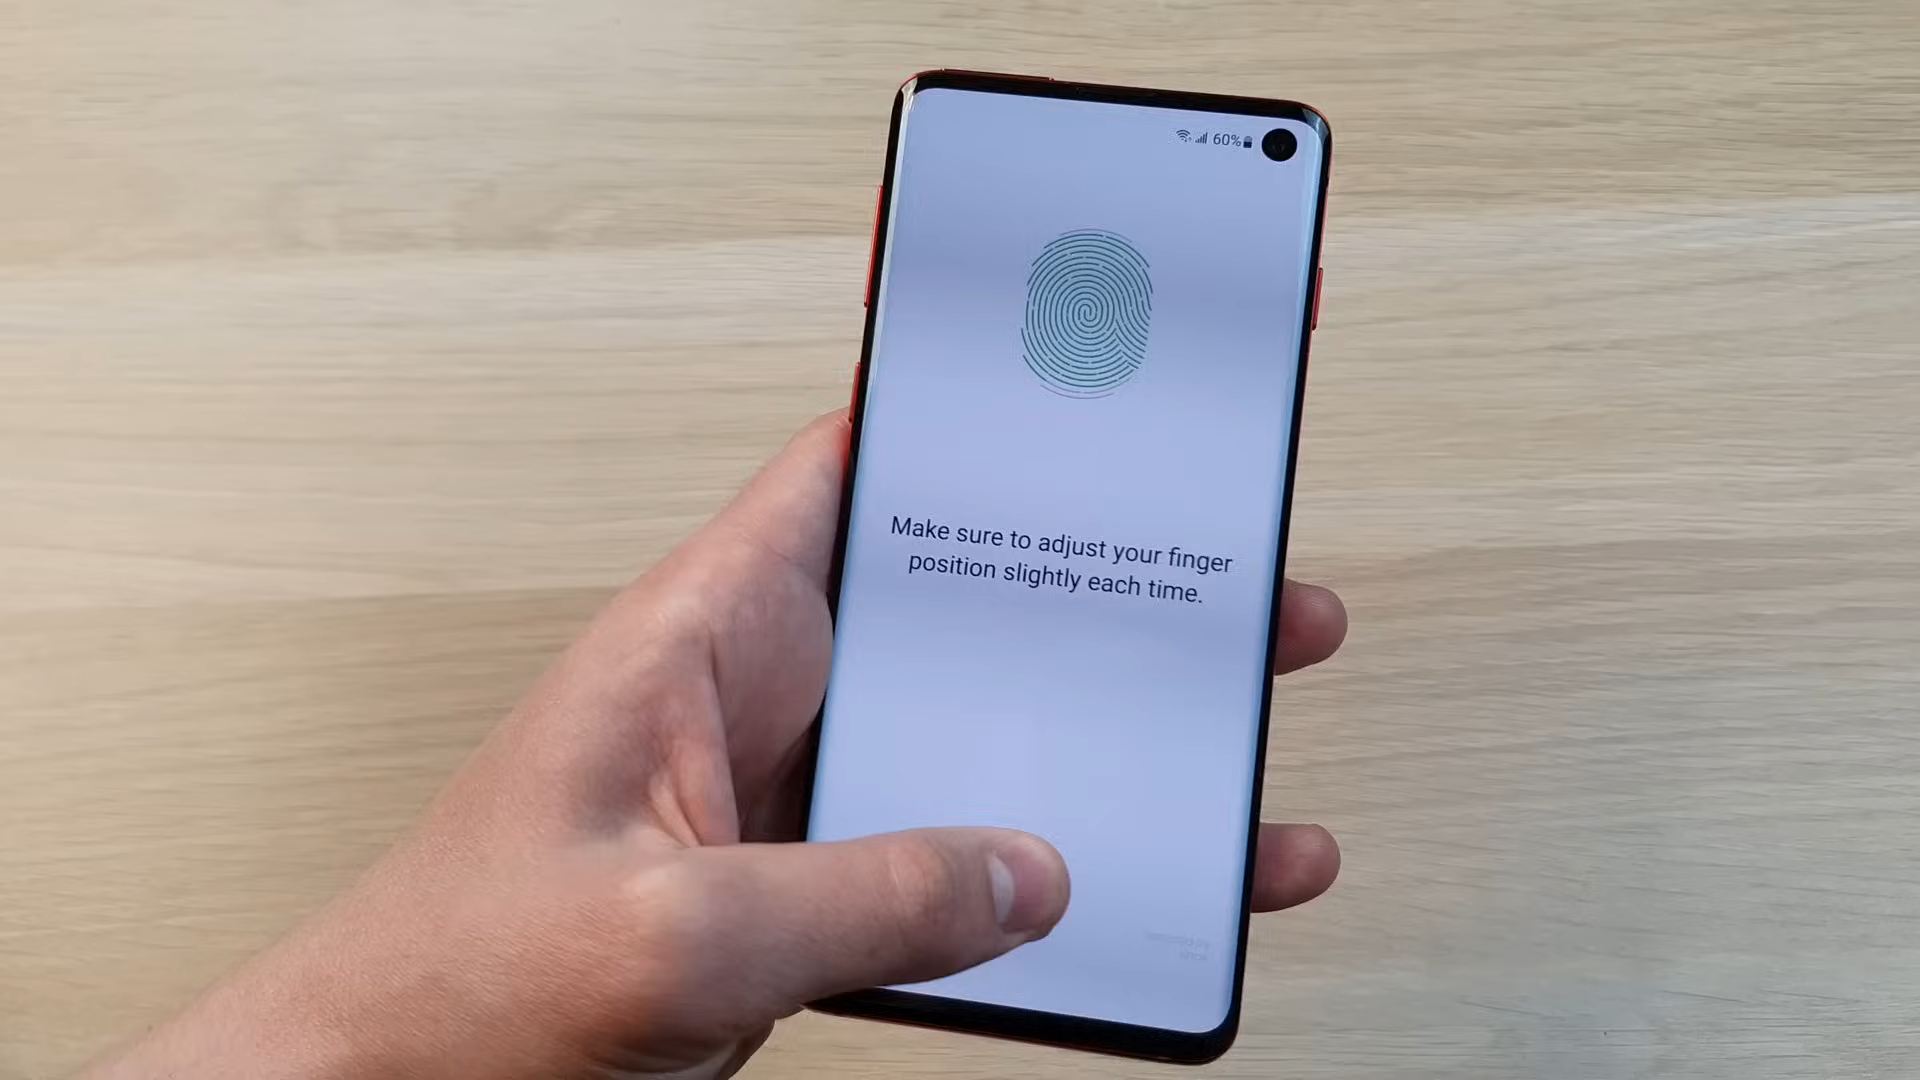 60%
Make sure to adjust your finger
position slightly each time.